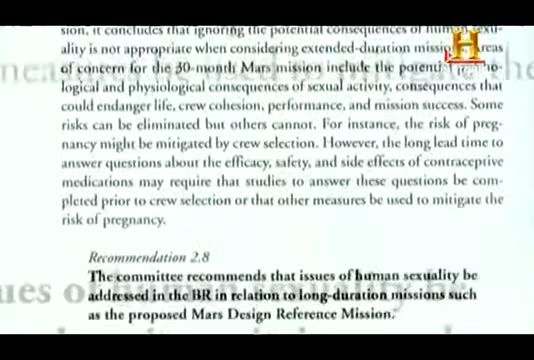 sion, it concludes that ignoring the potential consequences of human sexu-
ality is not appropriate when considering extended-duration missions. Areas
of concern for the 30-month Mars mission include the potential
logical and physiological consequences of sexual activity, consequences that
could endanger life, crew cohesion, performance, and mission success. Some
risks can be eliminated but others cannot. For instance, the risk of preg-
nancy might be mitigated by crew selection. However, the long lead time to
answer questions about the efficacy, safety, and side effects of contraceptive
medications may require that studies to answer these questions be com-
pleted prior to crew selection or that other measures be used to mitigate the
risk of pregnancy.
Recommendation 2.8
The committee recommends that issues of human sexuality be
addressed in the BR in relation to long-duration missions such
as the proposed Mars Design Reference Mission.
H